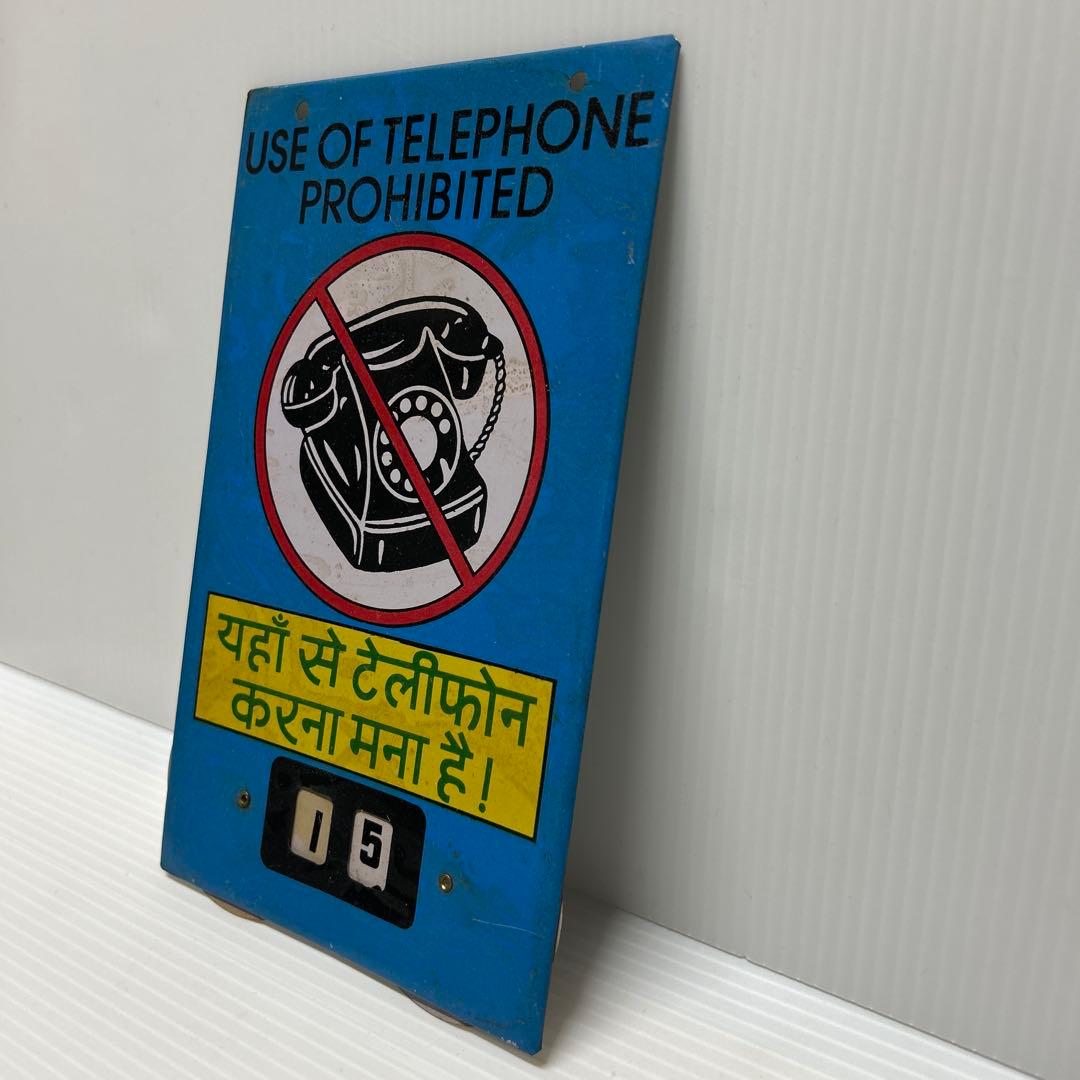 USE OF TELEPHONE
PROHIBITED
यहाँ से टेलीफोन
करना मना है!
15